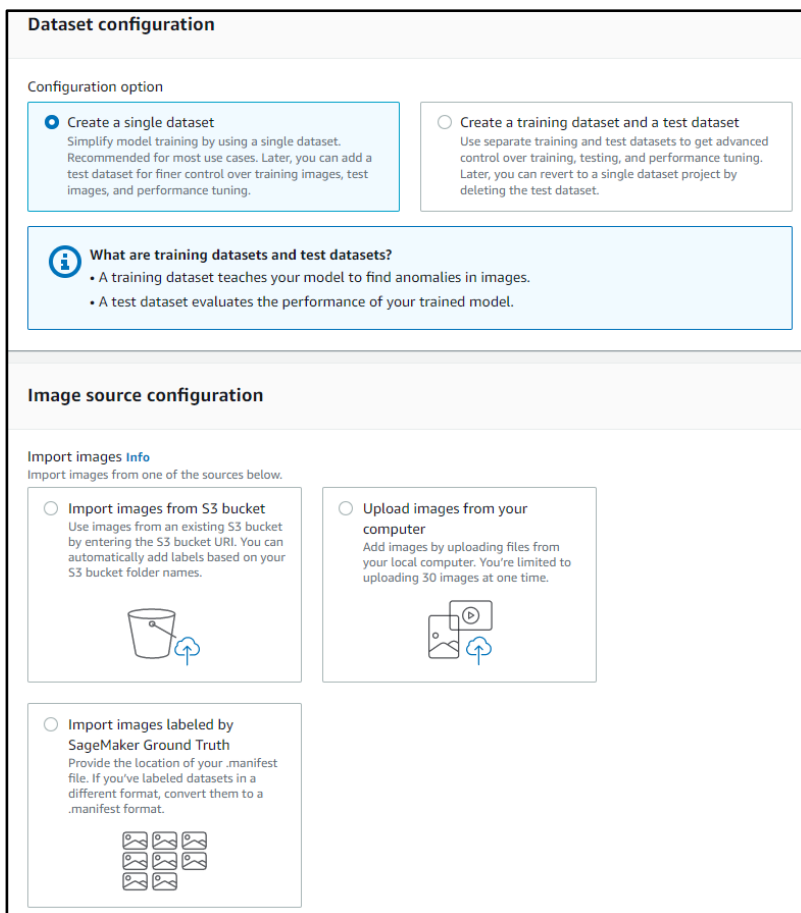 Dataset configuration
Configuration option
Create a single dataset
Simplify model training by using a single dataset.
Recommended for most use cases. Later, you can add a
test dataset for finer control over training images, test
images, and performance tuning.
Create a training dataset and a test dataset
Use separate training and test datasets to get advanced
control over training, testing, and performance tuning.
Later, you can revert to a single dataset project by
deleting the test dataset.
What are training datasets and test datasets?
• A training dataset teaches your model to find anomalies in images.
• A test dataset evaluates the performance of your trained model.
Image source configuration
Import images Info
Import images from one of the sources below.
Import images from S3 bucket
Use images from an existing S3 bucket
by entering the S3 bucket URI. You can
automatically add labels based on your
S3 bucket folder names.
Upload images from your
computer
Add images by uploading files from
your local computer. You're limited to
uploading 30 images at one time.
Import images labeled by
SageMaker Ground Truth
Provide the location of your .manifest
file. If you've labeled datasets in a
different format, convert them to a
.manifest format.